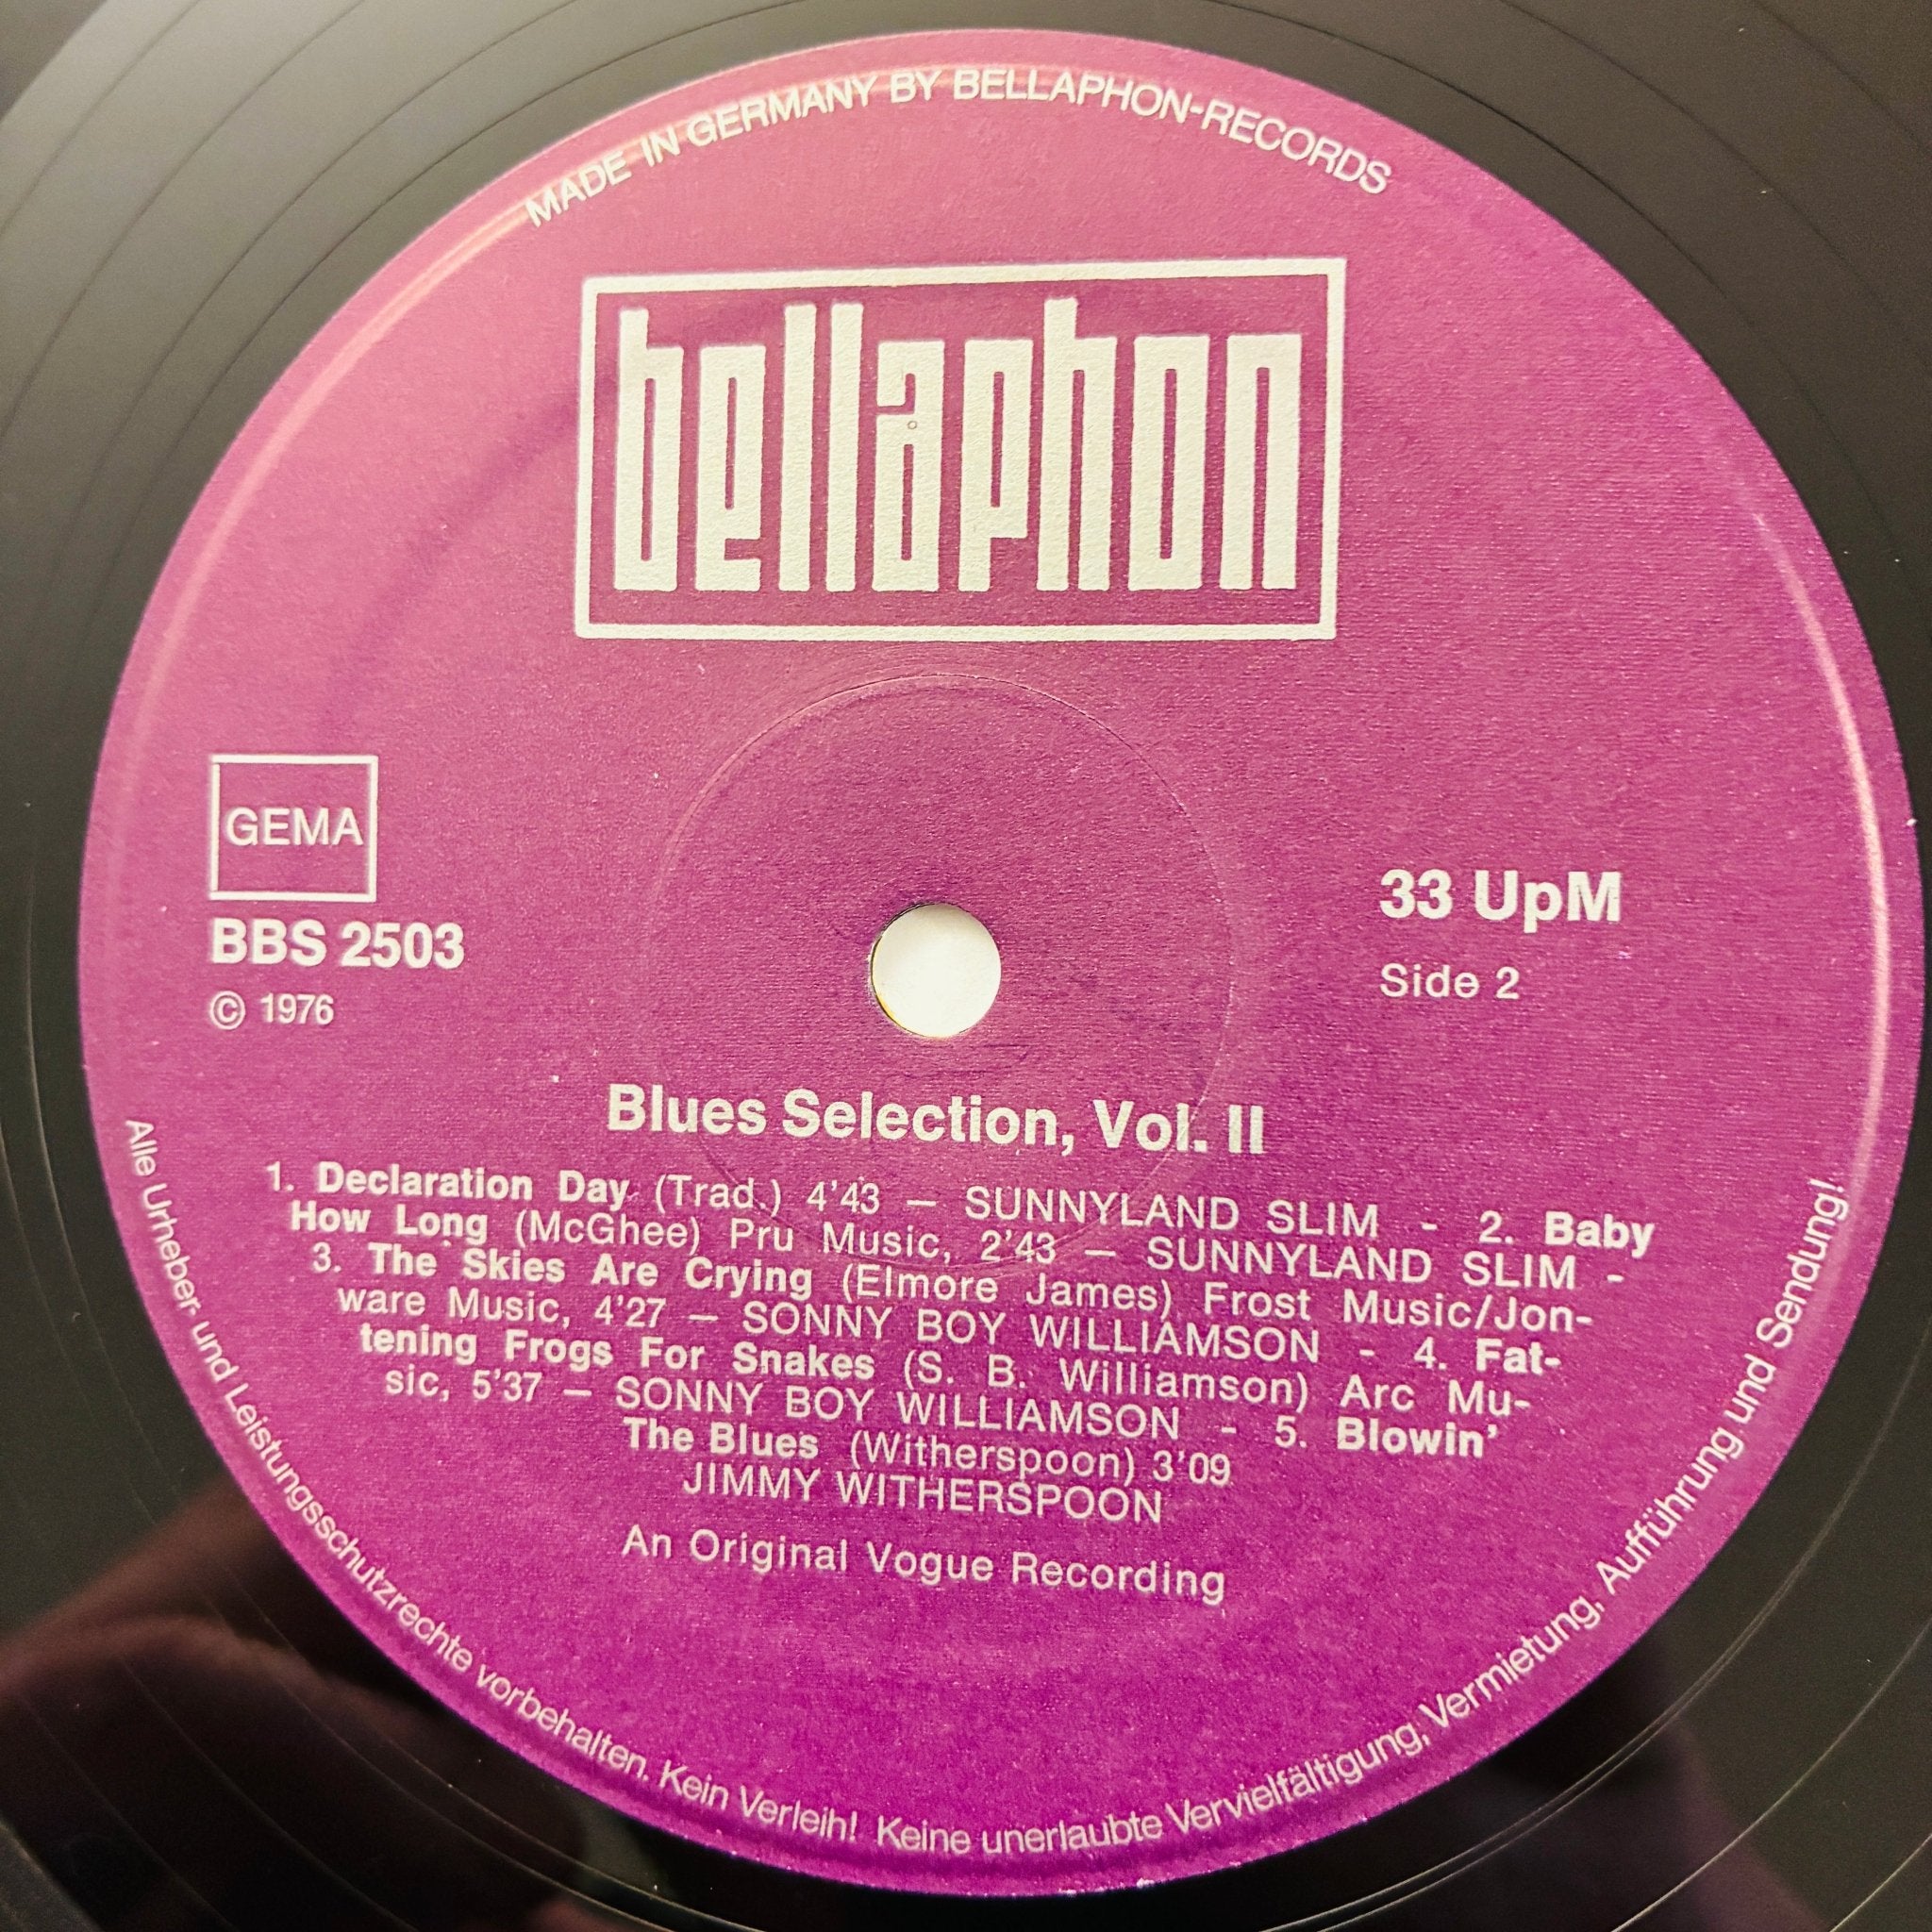 MADE IN GERMANY BY BELLAPHON-RECORDS
bellaphon
GEMA
BBS 2503
© 1976
33 UpM
Side 2
Blues Selection, Vol. II
1. Declaration Day (Trad.) 4'43 — SUNNYLAND SLIM - 2. Baby
How Long (McGhee) Pru Music, 2'43 — SUNNYLAND SLIM -
3. The Skies Are Crying (Elmore James) Frost Music/Jon-
ware Music, 4'27 — SONNY BOY WILLIAMSON - 4. Fat-
tening Frogs For Snakes (S. B. Williamson) Arc Mu-
sic, 5'37 — SONNY BOY WILLIAMSON - 5. Blowin'
The Blues (Witherspoon) 3'09
JIMMY WITHERSPOON
An Original Vogue Recording
Alle Urheber- und Leistungsschutzrechte vorbehalten. Kein Verleih! Keine unerlaubte Vervielfältigung, Vermietung, Aufführung und Sendung!